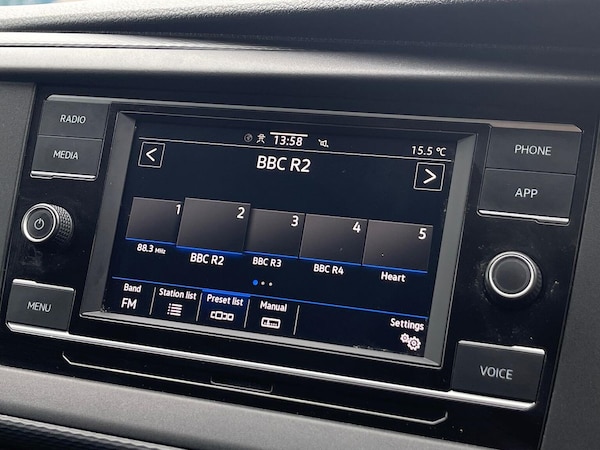 RADIO
MEDIA
MENU
13:58
15.5 °C
BBC R2
<
>
1
88.3 MHz
2
BBC R2
3
BBC R3
4
BBC R4
5
Heart
Band
FM
Station list
Preset list
Manual
Settings
PHONE
APP
VOICE